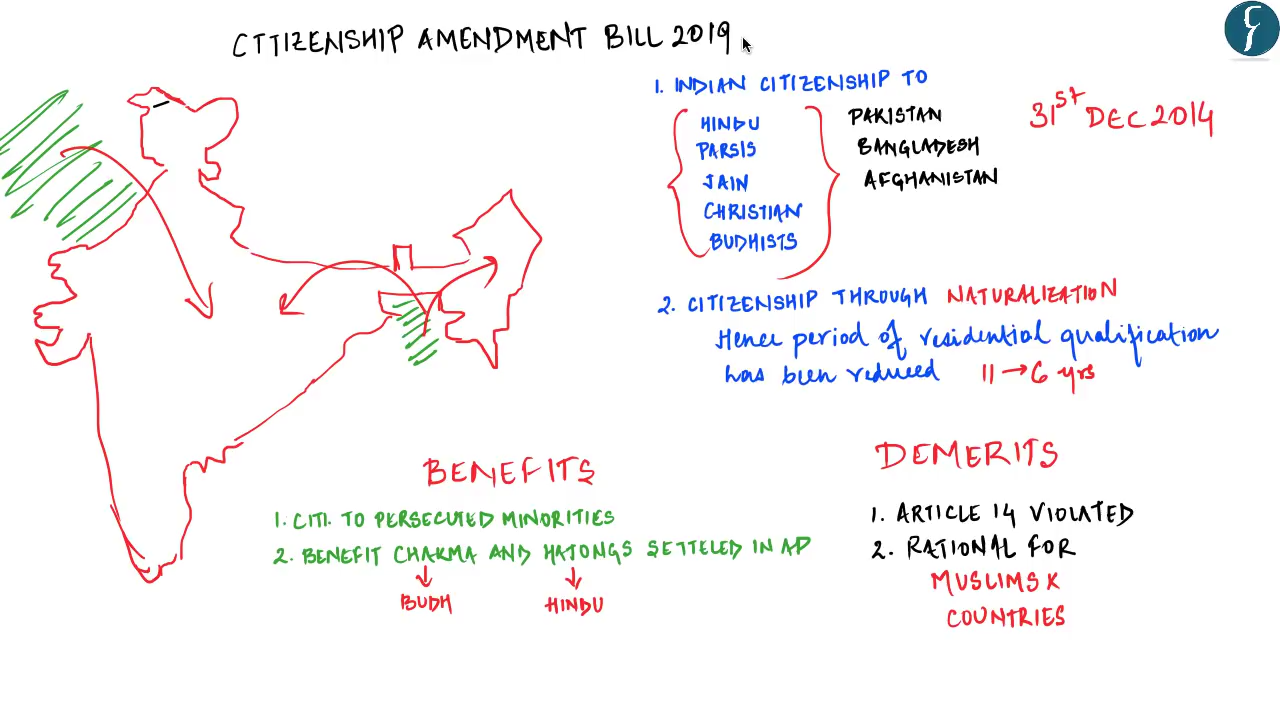 CTTIZENSHIP AMENDMENT BILL 2019
1. INDIAN CITIZENSHIP TO
HINDU
PARSIS
JAIN
CHRISTIAN
BUDHISTS
PAKISTAN
BANGLADESH
AFGHANISTAN
31ST DEC 2014
2. CITIZENSHIP THROUGH NATURALIZATION
Hence period of residential qualification
has been reduced 11 → 6 yrs
BENEFITS
1. CITI. TO PERSECUTED MINORITIES
2. BENEFIT CHAKMA AND HAJONGS SETTELED IN AP
BUDH
HINDU
DEMERITS
1. ARTICLE 14 VIOLATED
2. RATIONAL FOR
MUSLIMS X
COUNTRIES